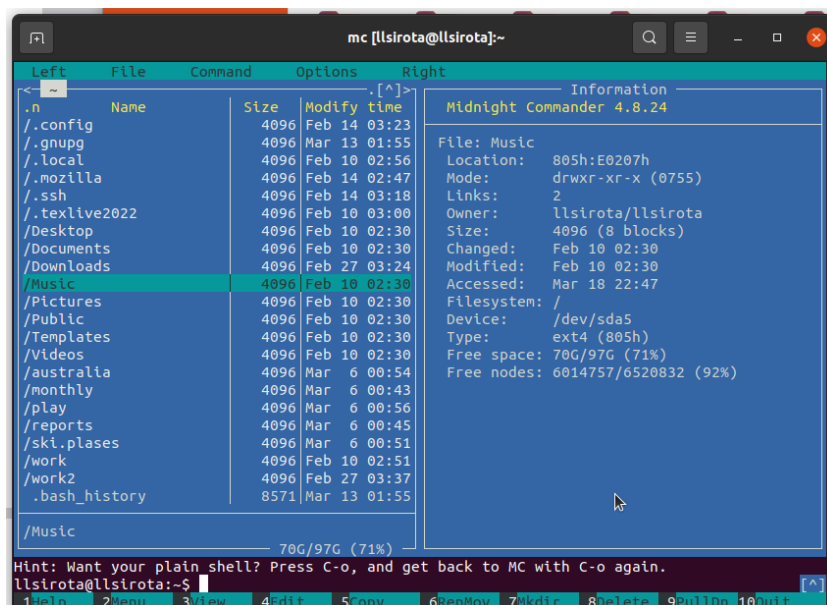 mc [llsirota@llsirota]:~
Left File Command Options Right
<- ~ .[^]>
.n Name Size Modify time
/.config 4096 Feb 14 03:23
/.gnupg 4096 Mar 13 01:55
/.local 4096 Feb 10 02:56
/.mozilla 4096 Feb 14 02:47
/.ssh 4096 Feb 14 03:18
/.texlive2022 4096 Feb 10 03:00
/Desktop 4096 Feb 10 02:30
/Documents 4096 Feb 10 02:30
/Downloads 4096 Feb 27 03:24
/Music 4096 Feb 10 02:30
/Pictures 4096 Feb 10 02:30
/Public 4096 Feb 10 02:30
/Templates 4096 Feb 10 02:30
/Videos 4096 Feb 10 02:30
/australia 4096 Mar 6 00:54
/monthly 4096 Mar 6 00:43
/play 4096 Mar 6 00:56
/reports 4096 Mar 6 00:45
/ski.plases 4096 Mar 6 00:51
/work 4096 Feb 10 02:51
/work2 4096 Feb 27 03:37
.bash_history 8571 Mar 13 01:55
/Music
70G/97G (71%)
Information
Midnight Commander 4.8.24
File: Music
Location: 805h:E0207h
Mode: drwxr-xr-x (0755)
Links: 2
Owner: llsirota/llsirota
Size: 4096 (8 blocks)
Changed: Feb 10 02:30
Modified: Feb 10 02:30
Accessed: Mar 18 22:47
Filesystem: /
Device: /dev/sda5
Type: ext4 (805h)
Free space: 70G/97G (71%)
Free nodes: 6014757/6520832 (92%)
Hint: Want your plain shell? Press C-o, and get back to MC with C-o again.
llsirota@llsirota:~$ [^]
1Help 2Menu 3View 4Edit 5Copy 6RenMov 7Mkdir 8Delete 9PullDn 10Quit